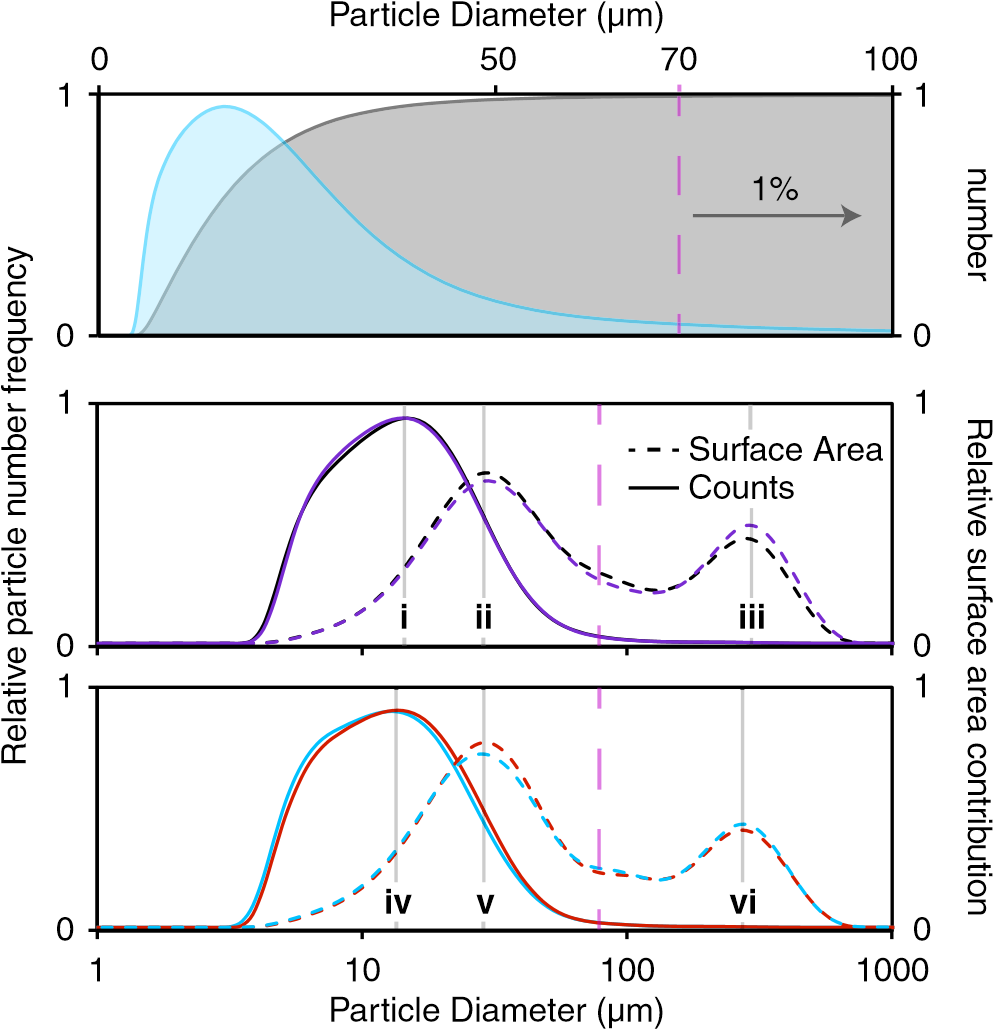 Particle Diameter (μm)
0 50 70 100
1 1
1%
0 0
number
Relative particle number frequency
1 1
Surface Area
Counts
i ii iii
0 0
Relative surface area contribution
1 1
iv v vi
0 0
1 10 100 1000
Particle Diameter (μm)